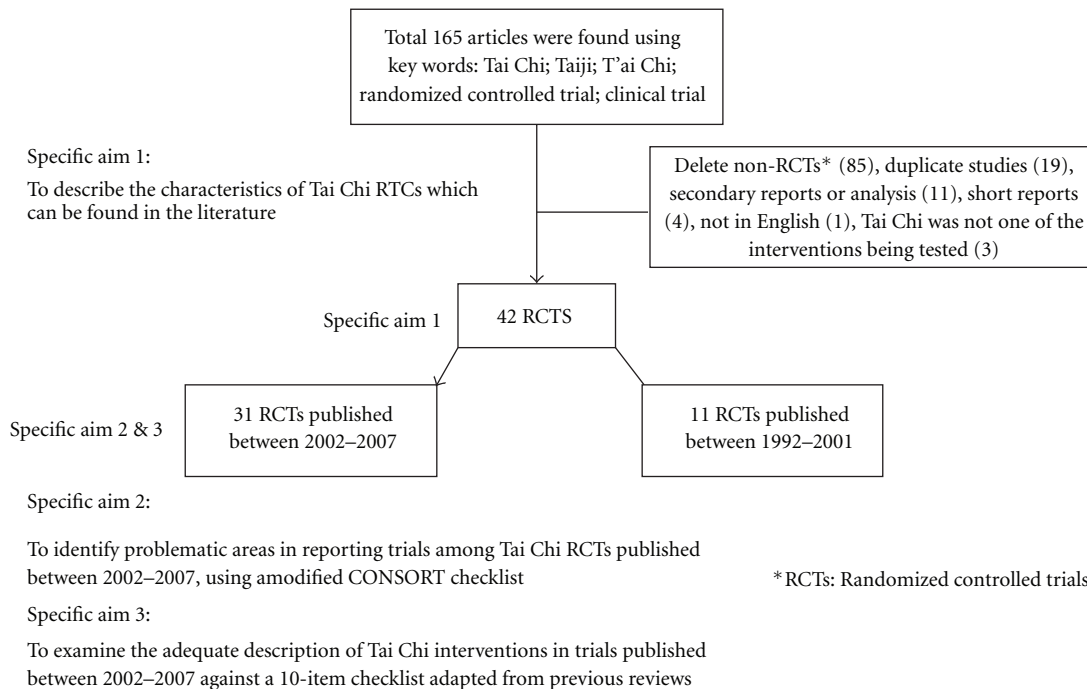 Total 165 articles were found using
key words: Tai Chi; Taiji; T'ai Chi;
randomized controlled trial; clinical trial
Specific aim 1:
To describe the characteristics of Tai Chi RTCs which
can be found in the literature
Delete non-RCTs* (85), duplicate studies (19),
secondary reports or analysis (11), short reports
(4), not in English (1), Tai Chi was not one of the
interventions being tested (3)
Specific aim 1
42 RCTS
Specific aim 2 & 3
31 RCTs published
between 2002–2007
11 RCTs published
between 1992–2001
Specific aim 2:
To identify problematic areas in reporting trials among Tai Chi RCTs published
between 2002–2007, using amodified CONSORT checklist
*RCTs: Randomized controlled trials
Specific aim 3:
To examine the adequate description of Tai Chi interventions in trials published
between 2002–2007 against a 10-item checklist adapted from previous reviews